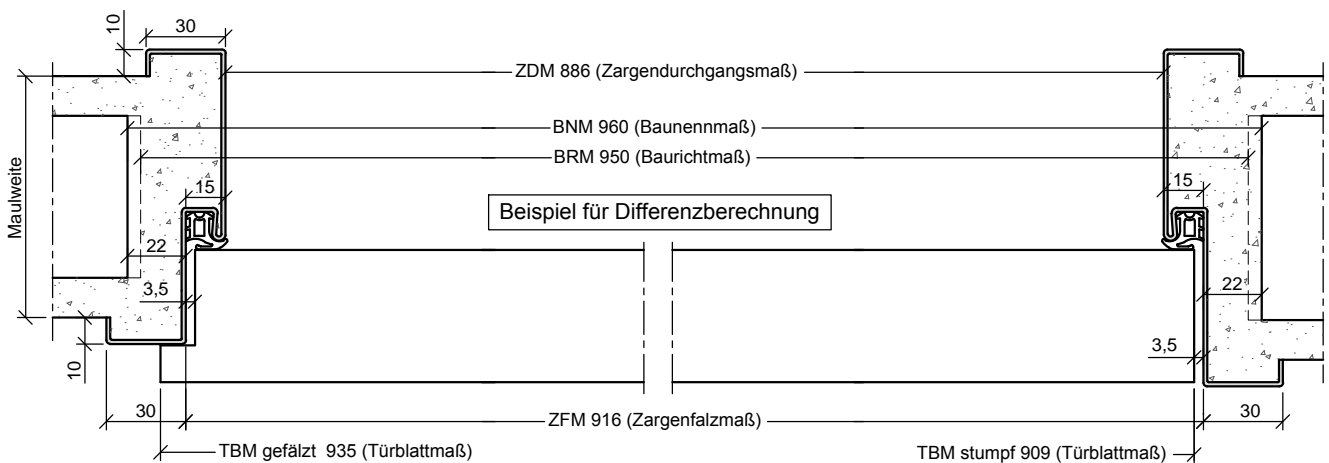 30
10
ZDM 886 (Zargendurchgangsmaß)
BNM 960 (Baunennmaß)
BRM 950 (Baurichtmaß)
Maulweite
15
15
Beispiel für Differenzberechnung
22
22
3,5
3,5
10
30
ZFM 916 (Zargenfalzmaß)
30
TBM gefälzt 935 (Türblattmaß)
TBM stumpf 909 (Türblattmaß)